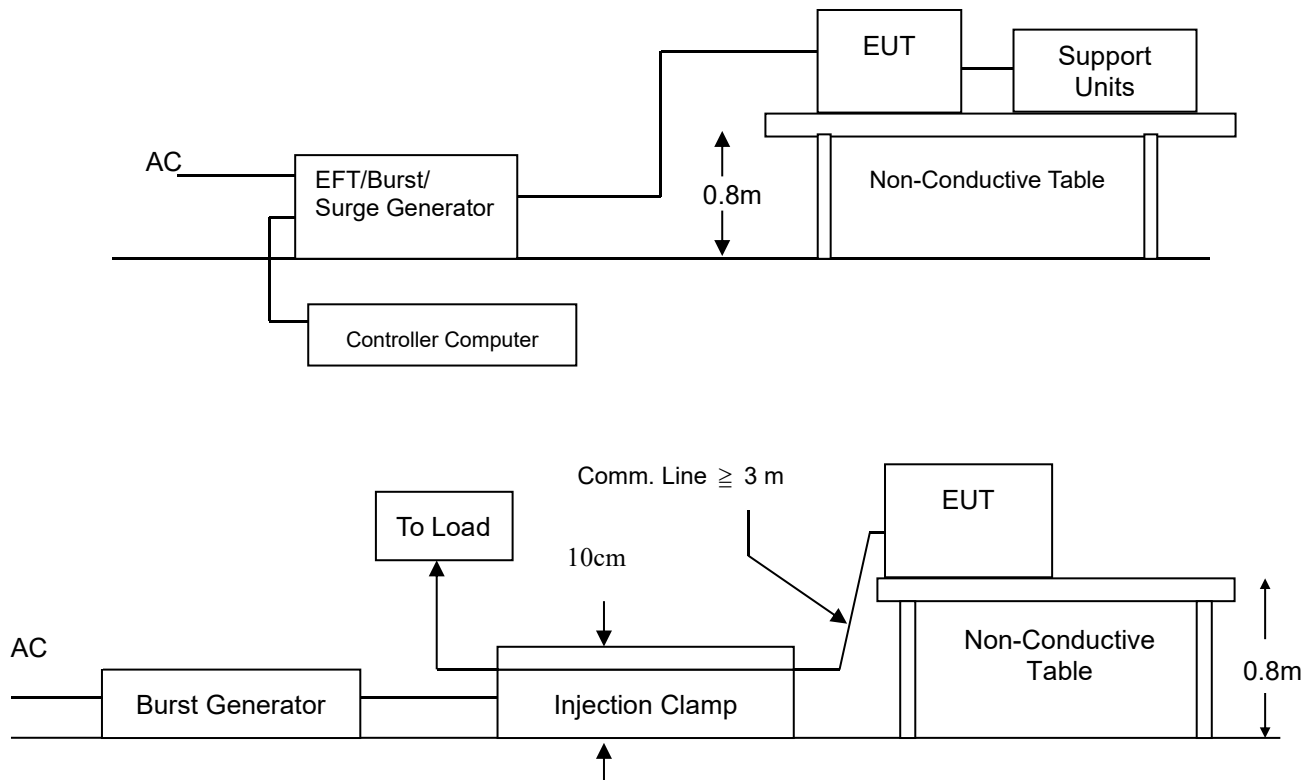 EUT
Support
Units
AC
EFT/Burst/
Surge Generator
0.8m
Non-Conductive Table
Controller Computer
Comm. Line ≧ 3 m
EUT
To Load
10cm
AC
Non-Conductive
Table
0.8m
Burst Generator
Injection Clamp